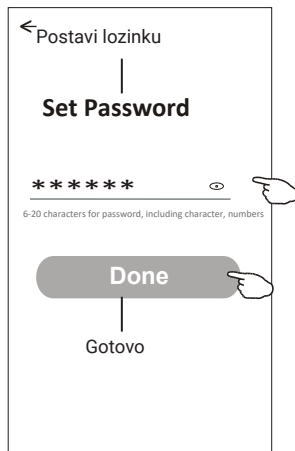 Postavi lozinku
Set Password
******
6-20 characters for password, including character, numbers
Done
Gotovo